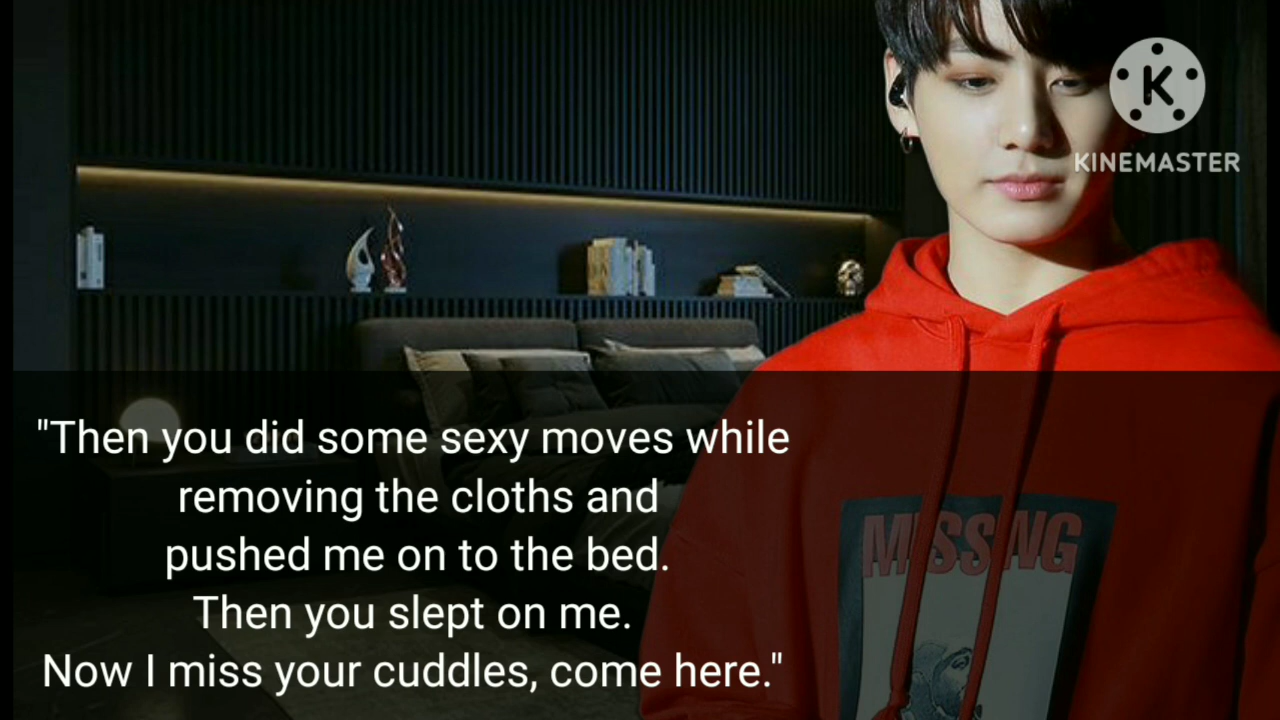 K
KINEMASTER
"Then you did some sexy moves while
removing the cloths and
pushed me on to the bed.
Then you slept on me.
Now I miss your cuddles, come here."
MISSING